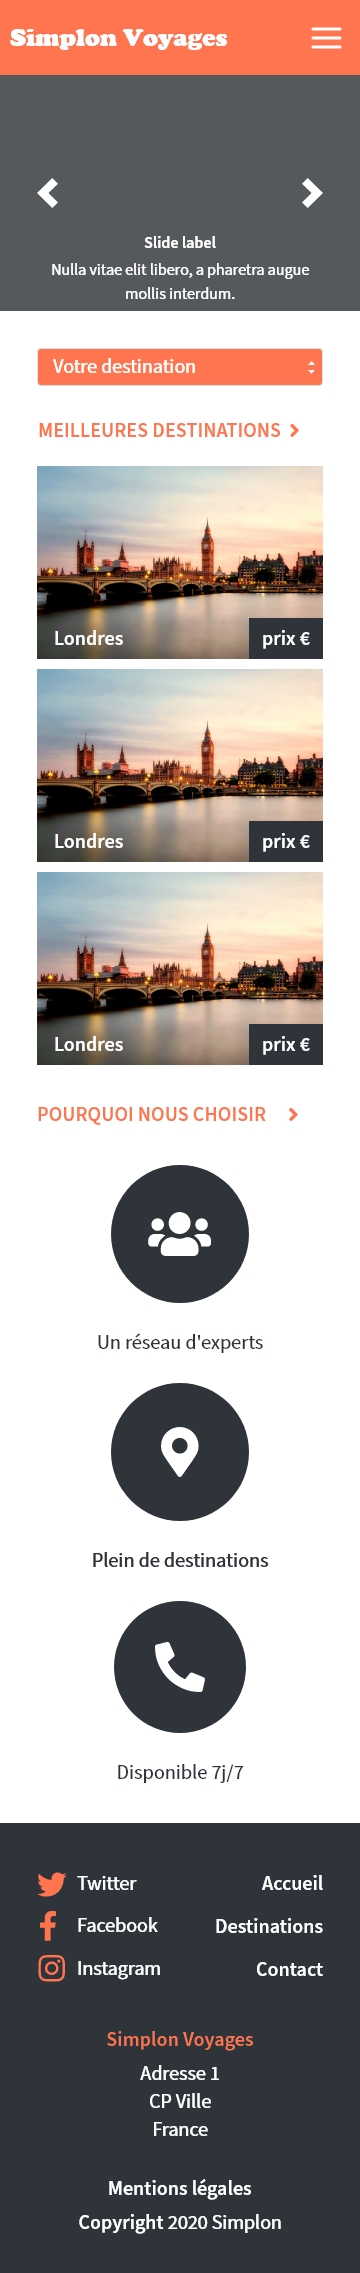 Simplon Voyages
Slide label
Nulla vitae elit libero, a pharetra augue
mollis interdum.
Votre destination
MEILLEURES DESTINATIONS
Londres
prix €
Londres
prix €
Londres
prix €
POURQUOI NOUS CHOISIR
Un réseau d'experts
Plein de destinations
Disponible 7j/7
Twitter
Accueil
Facebook
Destinations
Instagram
Contact
Simplon Voyages
Adresse 1
CP Ville
France
Mentions légales
Copyright 2020 Simplon